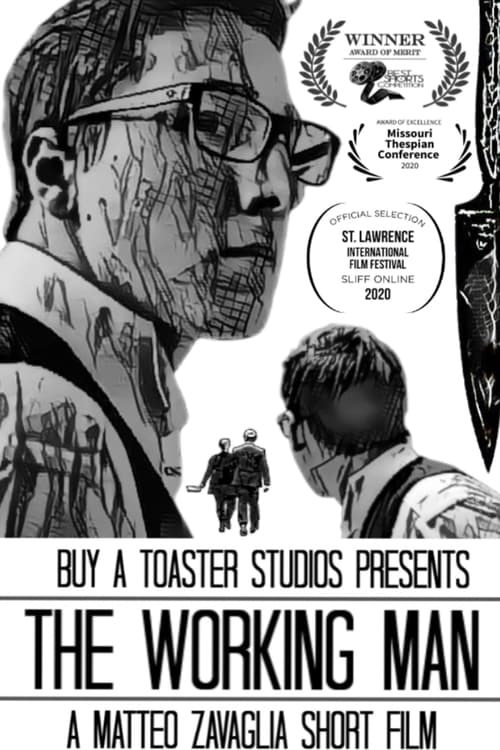 WINNER
AWARD OF MERIT
BEST
SHORTS
COMPETITION
AWARD OF EXCELLENCE
Missouri
Thespian
Conference
2020
OFFICIAL SELECTION
ST. LAWRENCE
INTERNATIONAL
FILM FESTIVAL
SLIFF ONLINE
2020
BUY A TOASTER STUDIOS PRESENTS
THE WORKING MAN
A MATTEO ZAVAGLIA SHORT FILM